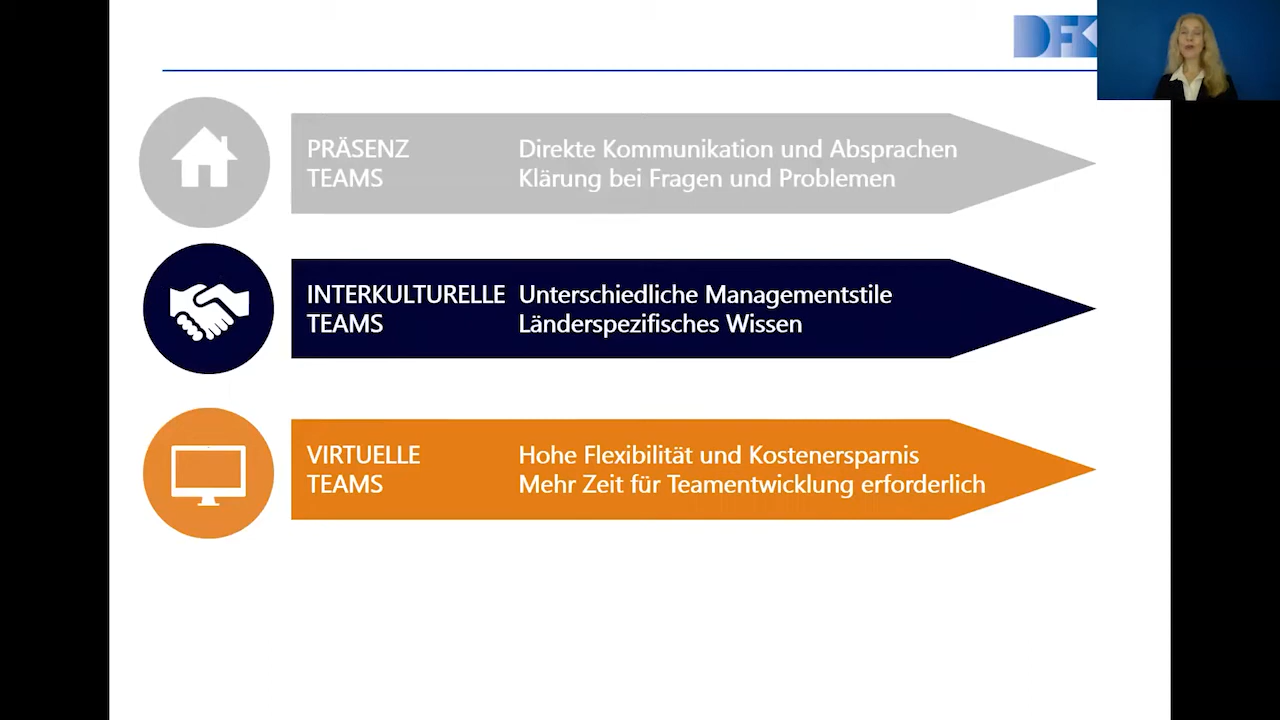 DFK
PRÄSENZ
TEAMS
Direkte Kommunikation und Absprachen
Klärung bei Fragen und Problemen
INTERKULTURELLE
TEAMS
Unterschiedliche Managementstile
Länderspezifisches Wissen
VIRTUELLE
TEAMS
Hohe Flexibilität und Kostenersparnis
Mehr Zeit für Teamentwicklung erforderlich